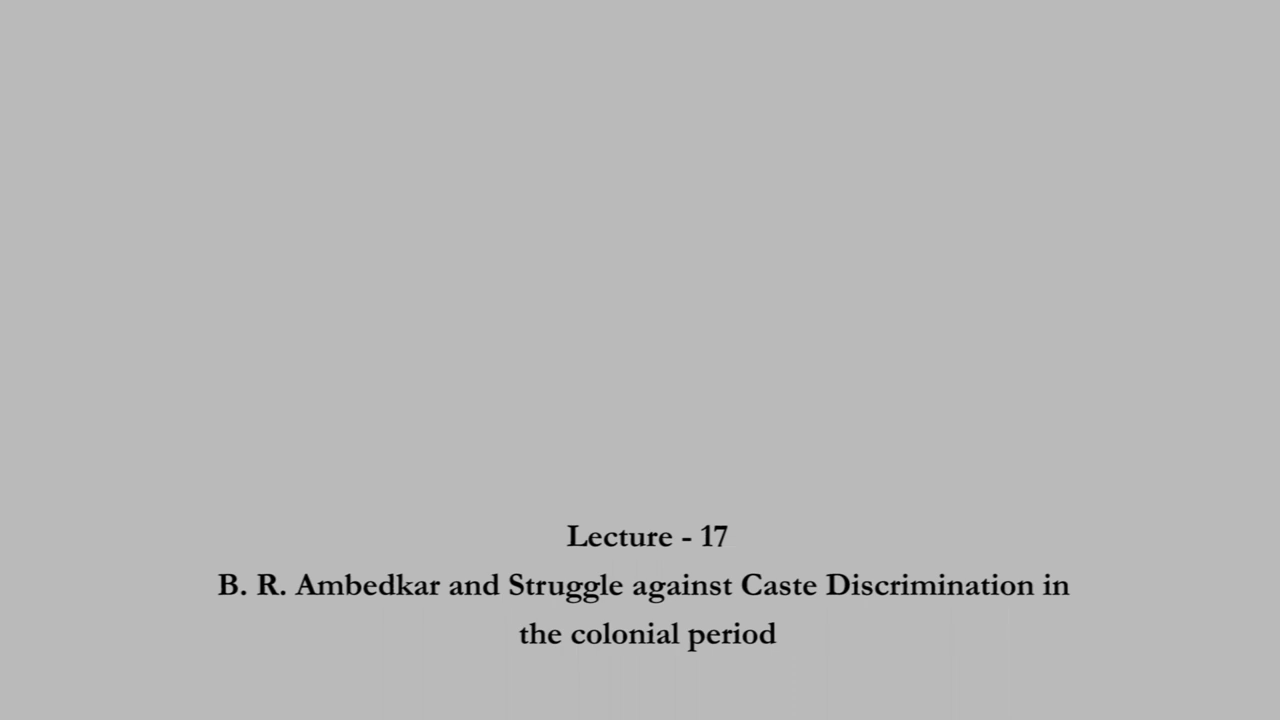 Lecture - 17
B. R. Ambedkar and Struggle against Caste Discrimination in
the colonial period